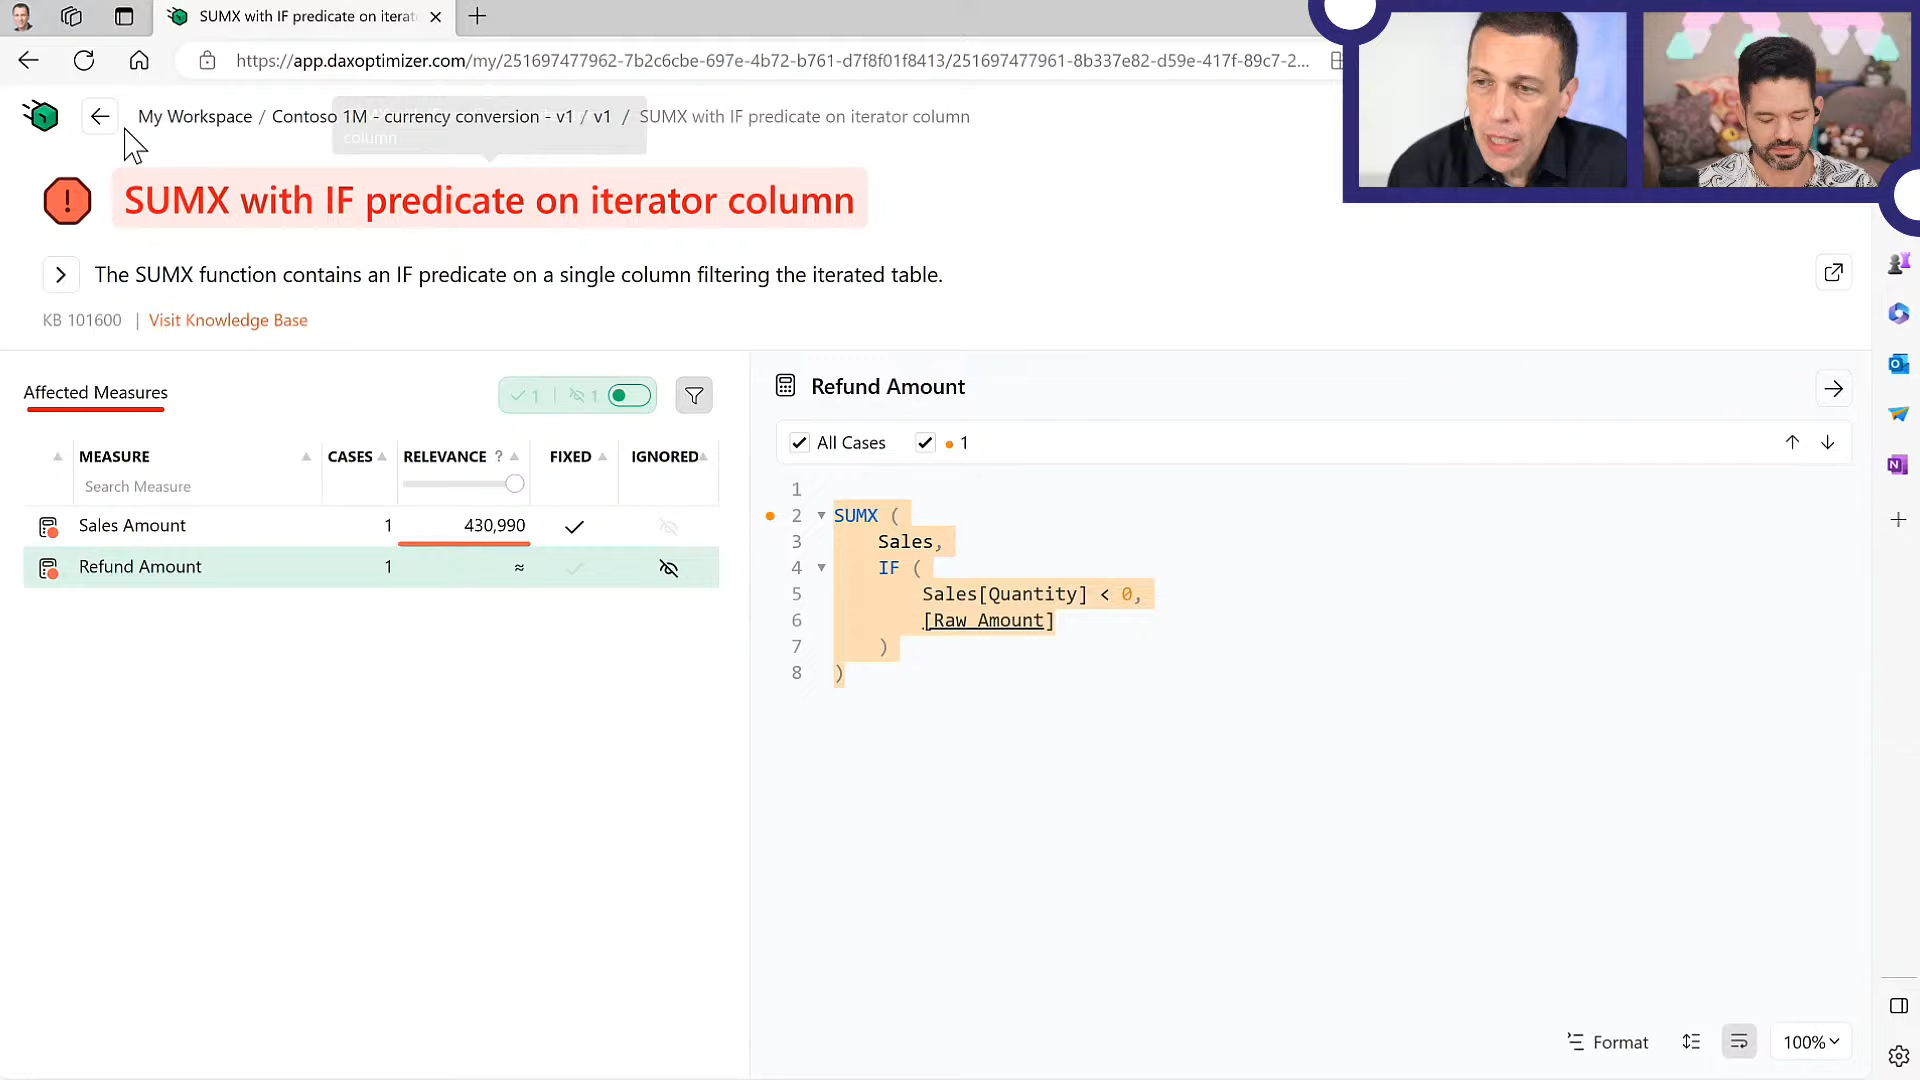 SUMX with IF predicate on iterat
https://app.daxoptimizer.com/my/251697477962-7b2c6cbe-697e-4b72-b761-d7f8f01f8413/251697477961-8b337e82-d59e-417f-89c7-2...
My Workspace / Contoso 1M - currency conversion - v1 / v1 / SUMX with IF predicate on iterator column
column
SUMX with IF predicate on iterator column
The SUMX function contains an IF predicate on a single column filtering the iterated table.
KB 101600 | Visit Knowledge Base
Affected Measures
1 | 1
MEASURE CASES RELEVANCE ? FIXED IGNORED
Search Measure
Sales Amount 1 430,990
Refund Amount 1 ≈
Refund Amount
All Cases 1
1
2 SUMX (
3 Sales,
4 IF (
5 Sales[Quantity] < 0,
6 [Raw Amount]
7 )
8 )
Format 100%